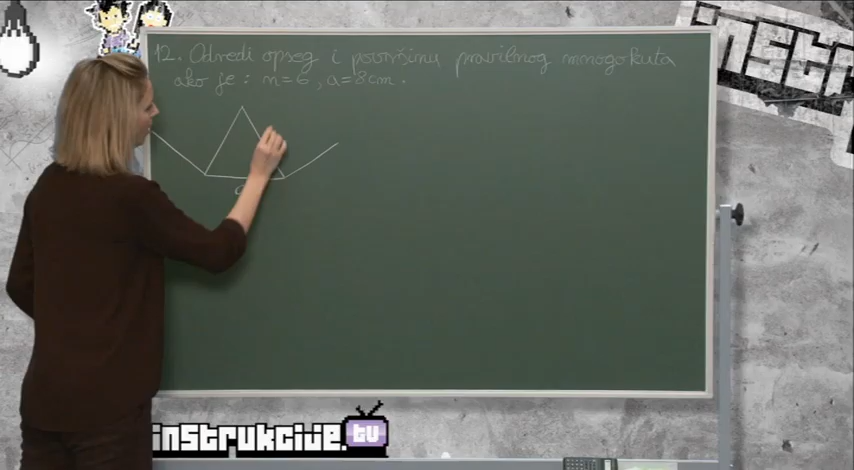 12. Odredi opseg i površinu pravilnog mnogokuta
ako je : n=6 , a=8cm .
a
INSTRUKCIJE.
tv